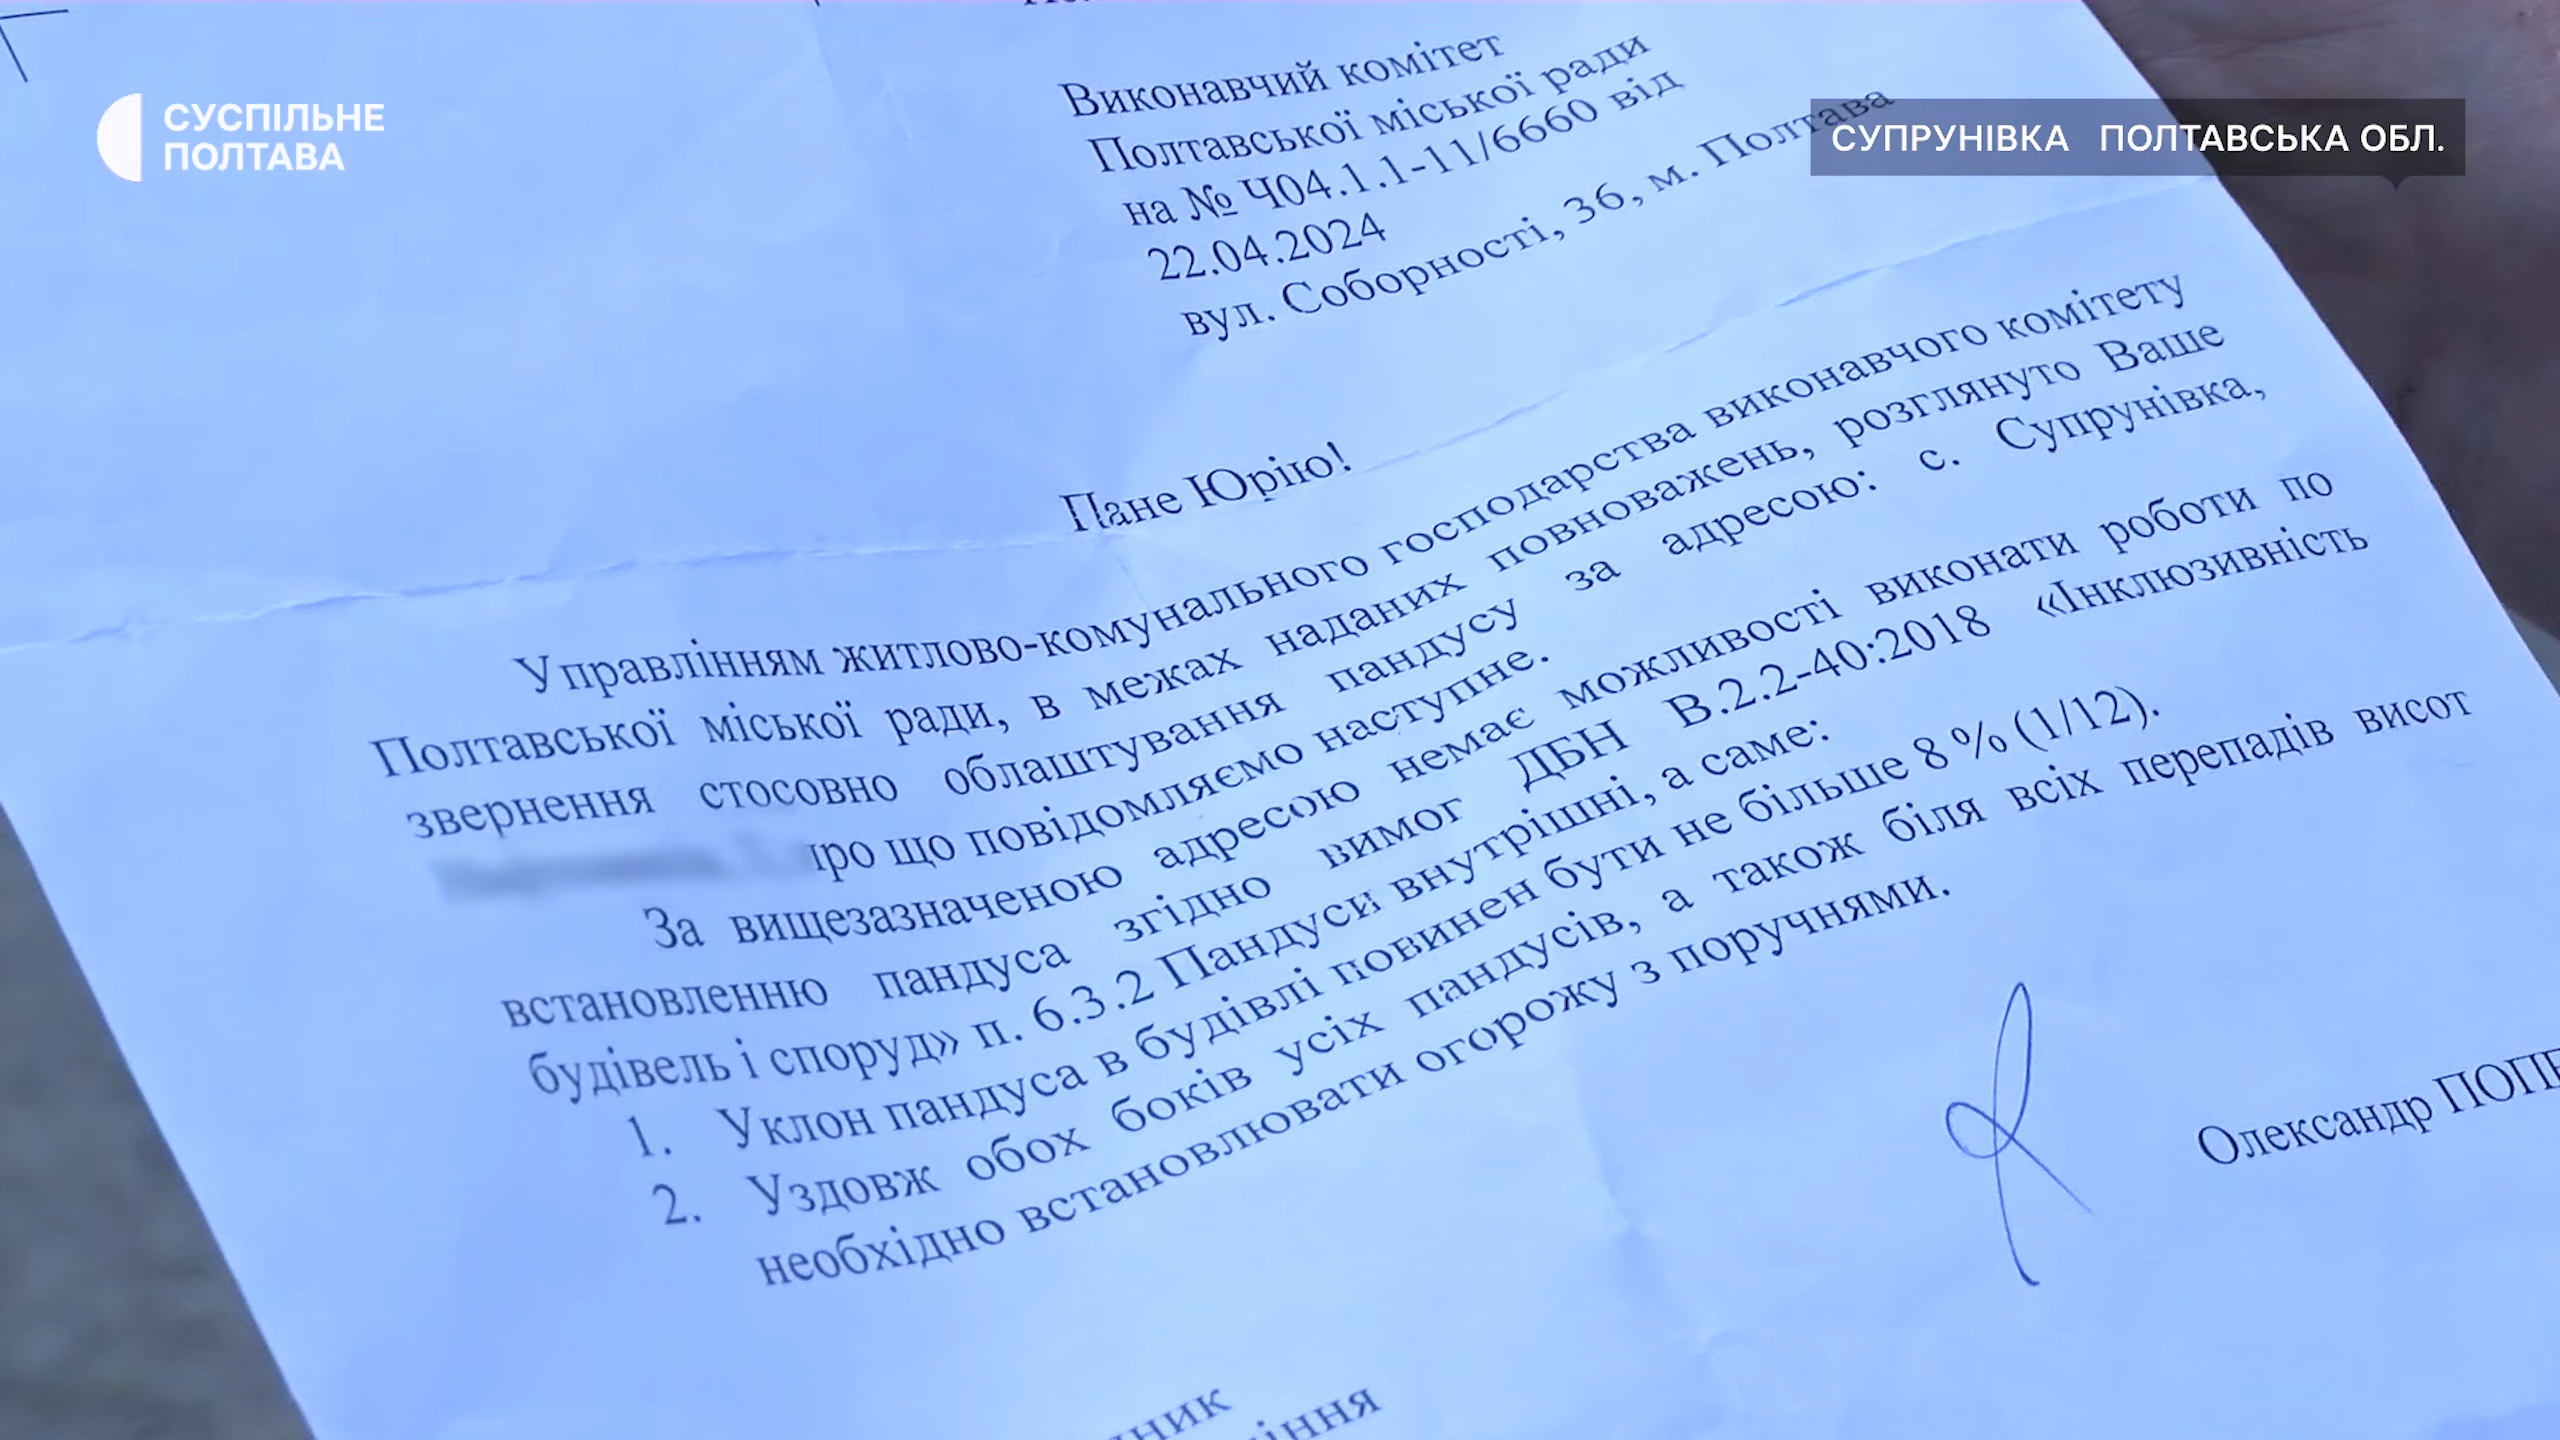 СУСПІЛЬНЕ
ПОЛТАВА
СУПРУНІВКА ПОЛТАВСЬКА ОБЛ.
Виконавчий комітет
Полтавської міської ради
на № Ч04.1.1-11/6660 від
22.04.2024
вул. Соборності, 36, м. Полтава
Пане Юрію!
Управлінням житлово-комунального господарства виконавчого комітету
Полтавської міської ради, в межах наданих повноважень, розглянуто Ваше
звернення стосовно облаштування пандусу за адресою: с. Супрунівка,
про що повідомляємо наступне.
За вищезазначеною адресою немає можливості виконати роботи по
встановленню пандуса згідно вимог ДБН В.2.2-40:2018 «Інклюзивність
будівель і споруд» п. 6.3.2 Пандуси внутрішні, а саме:
1. Уклон пандуса в будівлі повинен бути не більше 8 % (1/12).
2. Уздовж обох боків усіх пандусів, а також біля всіх перепадів висот
необхідно встановлювати огорожу з поручнями.
Олександр